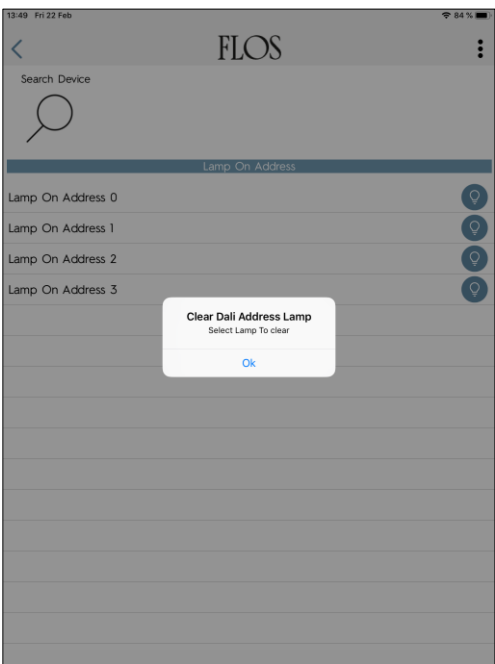 13:49 Fri 22 Feb
84 %
FLOS
Search Device
Lamp On Address
Lamp On Address 0
Lamp On Address 1
Lamp On Address 2
Lamp On Address 3
Clear Dali Address Lamp
Select Lamp To clear
Ok